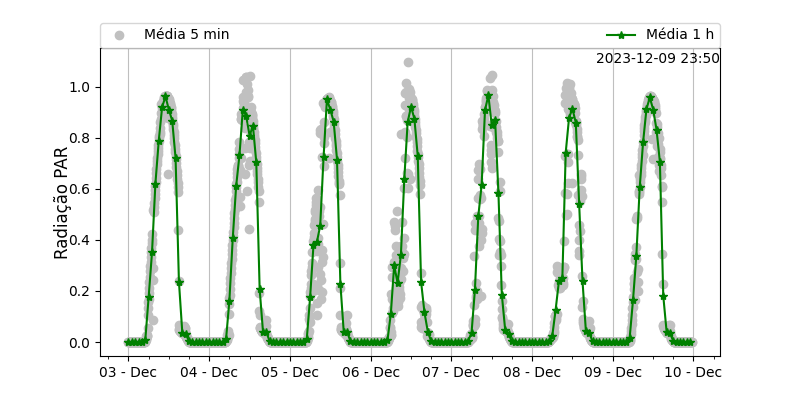 Média 5 min
Média 1 h
2023-12-09 23:50
Radiação PAR
1.0
0.8
0.6
0.4
0.2
0.0
03 - Dec
04 - Dec
05 - Dec
06 - Dec
07 - Dec
08 - Dec
09 - Dec
10 - Dec